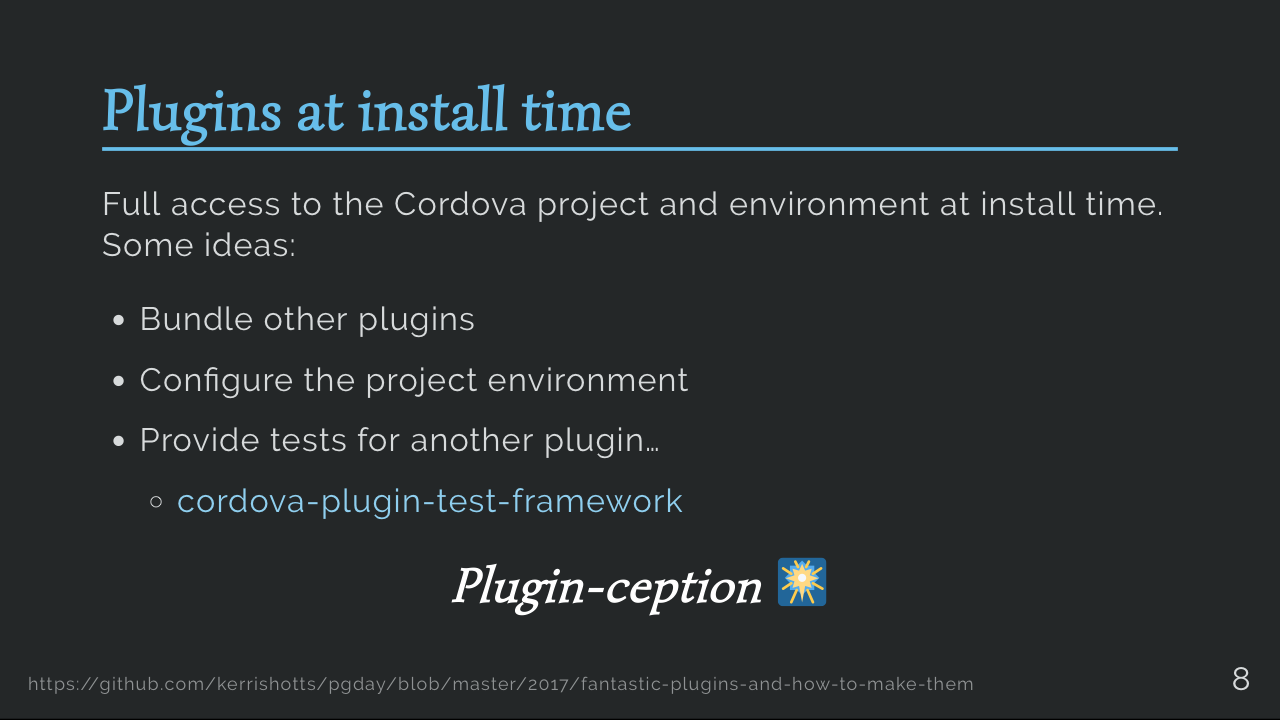 Plugins at install time
Full access to the Cordova project and environment at install time.
Some ideas:
• Bundle other plugins
• Configure the project environment
• Provide tests for another plugin…
◦ cordova-plugin-test-framework
Plugin-ception
https://github.com/kerrishotts/pgday/blob/master/2017/fantastic-plugins-and-how-to-make-them
8